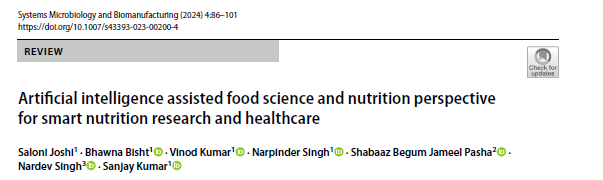 Systems Microbiology and Biomanufacturing (2024) 4:86–101
https://doi.org/10.1007/s43393-023-00200-4
REVIEW
Check for
updates
Artificial intelligence assisted food science and nutrition perspective
for smart nutrition research and healthcare
Saloni Joshi1 · Bhawna Bisht1 · Vinod Kumar1 · Narpinder Singh1 · Shabaaz Begum Jameel Pasha2 ·
Nardev Singh3 · Sanjay Kumar1